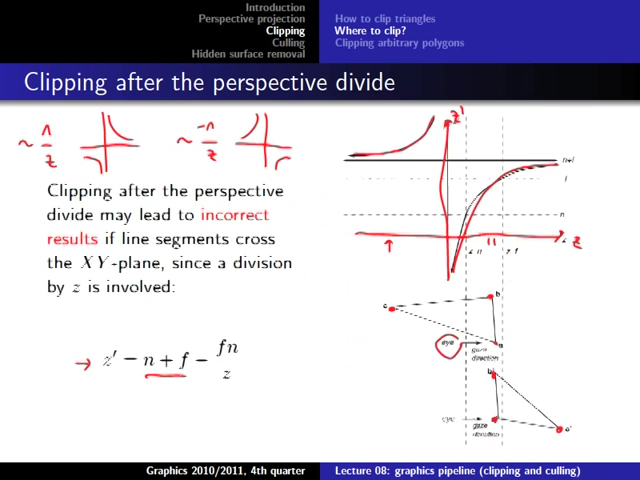 Introduction
Perspective projection
Clipping
Culling
Hidden surface removal
How to clip triangles
Where to clip?
Clipping arbitrary polygons
Clipping after the perspective divide
~ n/z
~ -n/z
Clipping after the perspective
divide may lead to incorrect
results if line segments cross
the XY-plane, since a division
by z is involved:
→ z' = n + f − fn/z
z'
n+f
f
n
z
z=n
z=f
c
b
a
eye
gaze
direction
b'
eye
gaze
direction
c'
Graphics 2010/2011, 4th quarter
Lecture 08: graphics pipeline (clipping and culling)